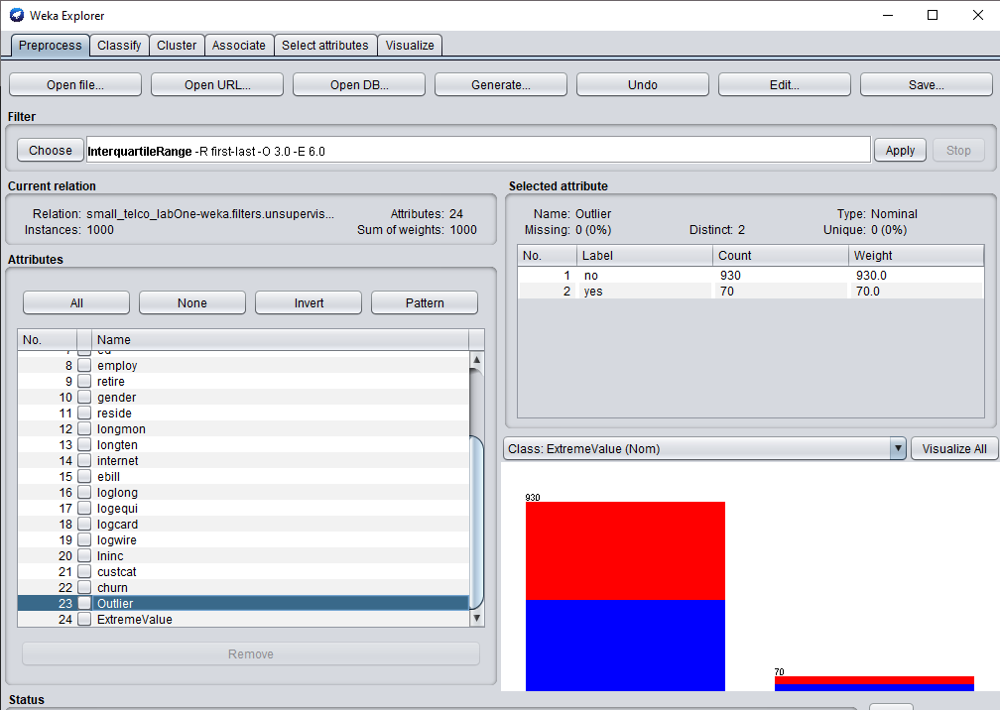 Weka Explorer
Preprocess Classify Cluster Associate Select attributes Visualize
Open file... Open URL... Open DB... Generate... Undo Edit... Save...
Filter
Choose InterquartileRange -R first-last -O 3.0 -E 6.0 Apply Stop
Current relation
Relation: small_telco_labOne-weka.filters.unsupervis... Attributes: 24
Instances: 1000 Sum of weights: 1000
Attributes
All None Invert Pattern
No. Name
8 employ
9 retire
10 gender
11 reside
12 longmon
13 longten
14 internet
15 ebill
16 loglong
17 logequi
18 logcard
19 logwire
20 lninc
21 custcat
22 churn
23 Outlier
24 ExtremeValue
Remove
Selected attribute
Name: Outlier Type: Nominal
Missing: 0 (0%) Distinct: 2 Unique: 0 (0%)
No. Label Count Weight
1 no 930 930.0
2 yes 70 70.0
Class: ExtremeValue (Nom) Visualize All
930
70
Status